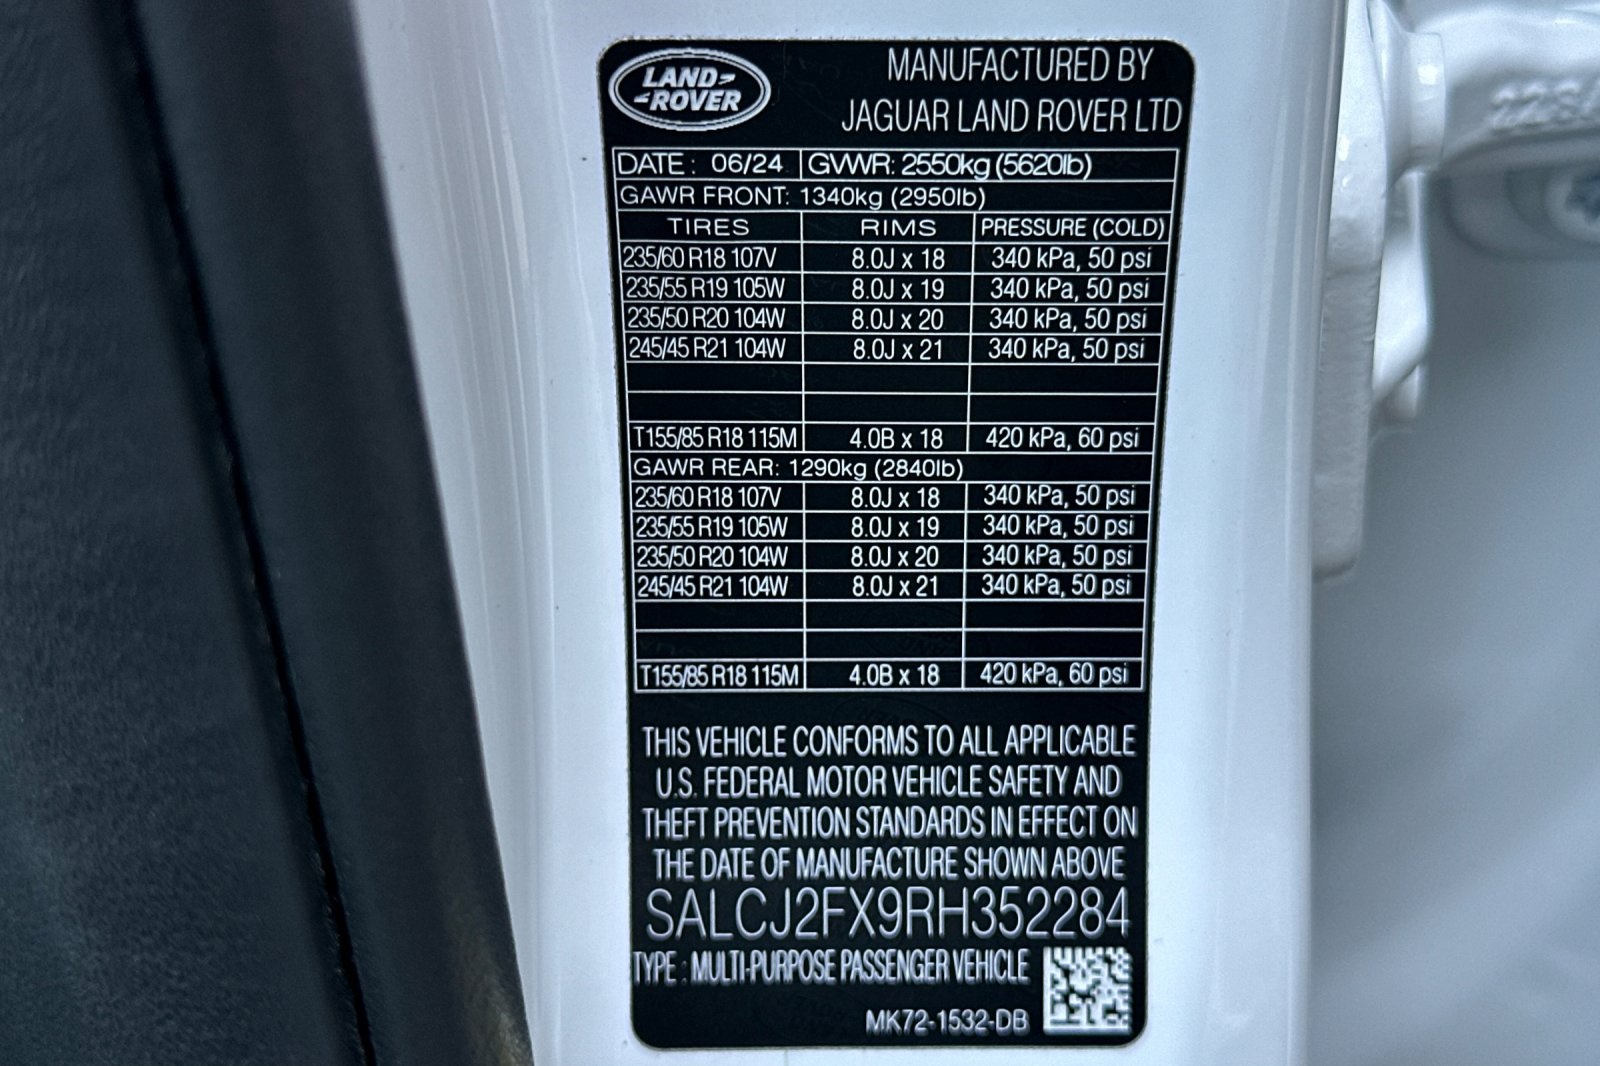 LAND
ROVER
MANUFACTURED BY
JAGUAR LAND ROVER LTD
DATE : 06/24 GVWR: 2550kg (5620lb)
GAWR FRONT: 1340kg (2950lb)
TIRES RIMS PRESSURE (COLD)
235/60 R18 107V 8.0J x 18 340 kPa, 50 psi
235/55 R19 105W 8.0J x 19 340 kPa, 50 psi
235/50 R20 104W 8.0J x 20 340 kPa, 50 psi
245/45 R21 104W 8.0J x 21 340 kPa, 50 psi
T155/85 R18 115M 4.0B x 18 420 kPa, 60 psi
GAWR REAR: 1290kg (2840lb)
235/60 R18 107V 8.0J x 18 340 kPa, 50 psi
235/55 R19 105W 8.0J x 19 340 kPa, 50 psi
235/50 R20 104W 8.0J x 20 340 kPa, 50 psi
245/45 R21 104W 8.0J x 21 340 kPa, 50 psi
T155/85 R18 115M 4.0B x 18 420 kPa, 60 psi
THIS VEHICLE CONFORMS TO ALL APPLICABLE
U.S. FEDERAL MOTOR VEHICLE SAFETY AND
THEFT PREVENTION STANDARDS IN EFFECT ON
THE DATE OF MANUFACTURE SHOWN ABOVE
SALCJ2FX9RH352284
TYPE : MULTI-PURPOSE PASSENGER VEHICLE
MK72-1532-DB